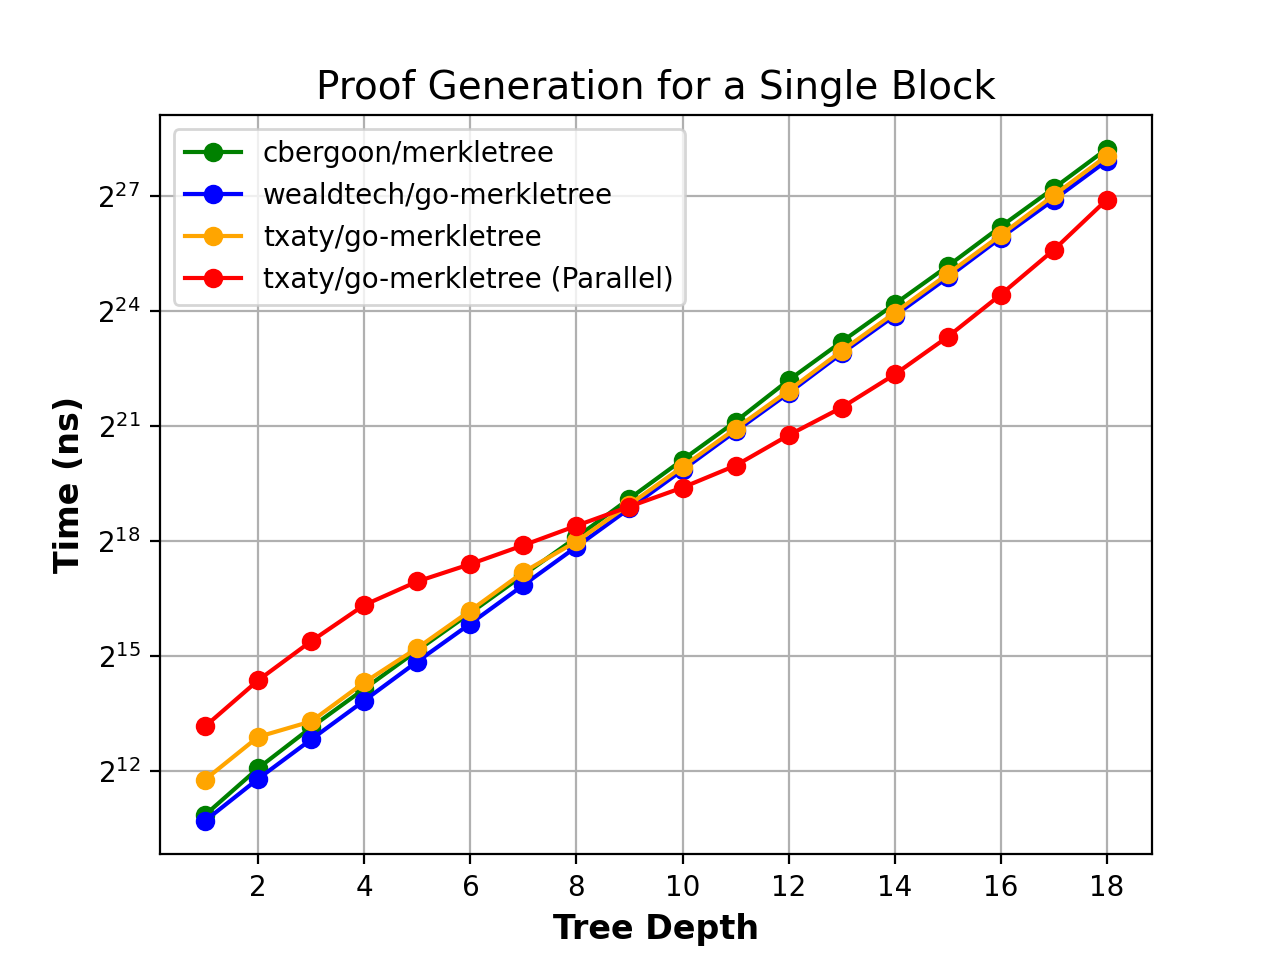 Proof Generation for a Single Block
cbergoon/merkletree
wealdtech/go-merkletree
txaty/go-merkletree
txaty/go-merkletree (Parallel)
Time (ns)
2^27
2^24
2^21
2^18
2^15
2^12
2 4 6 8 10 12 14 16 18
Tree Depth